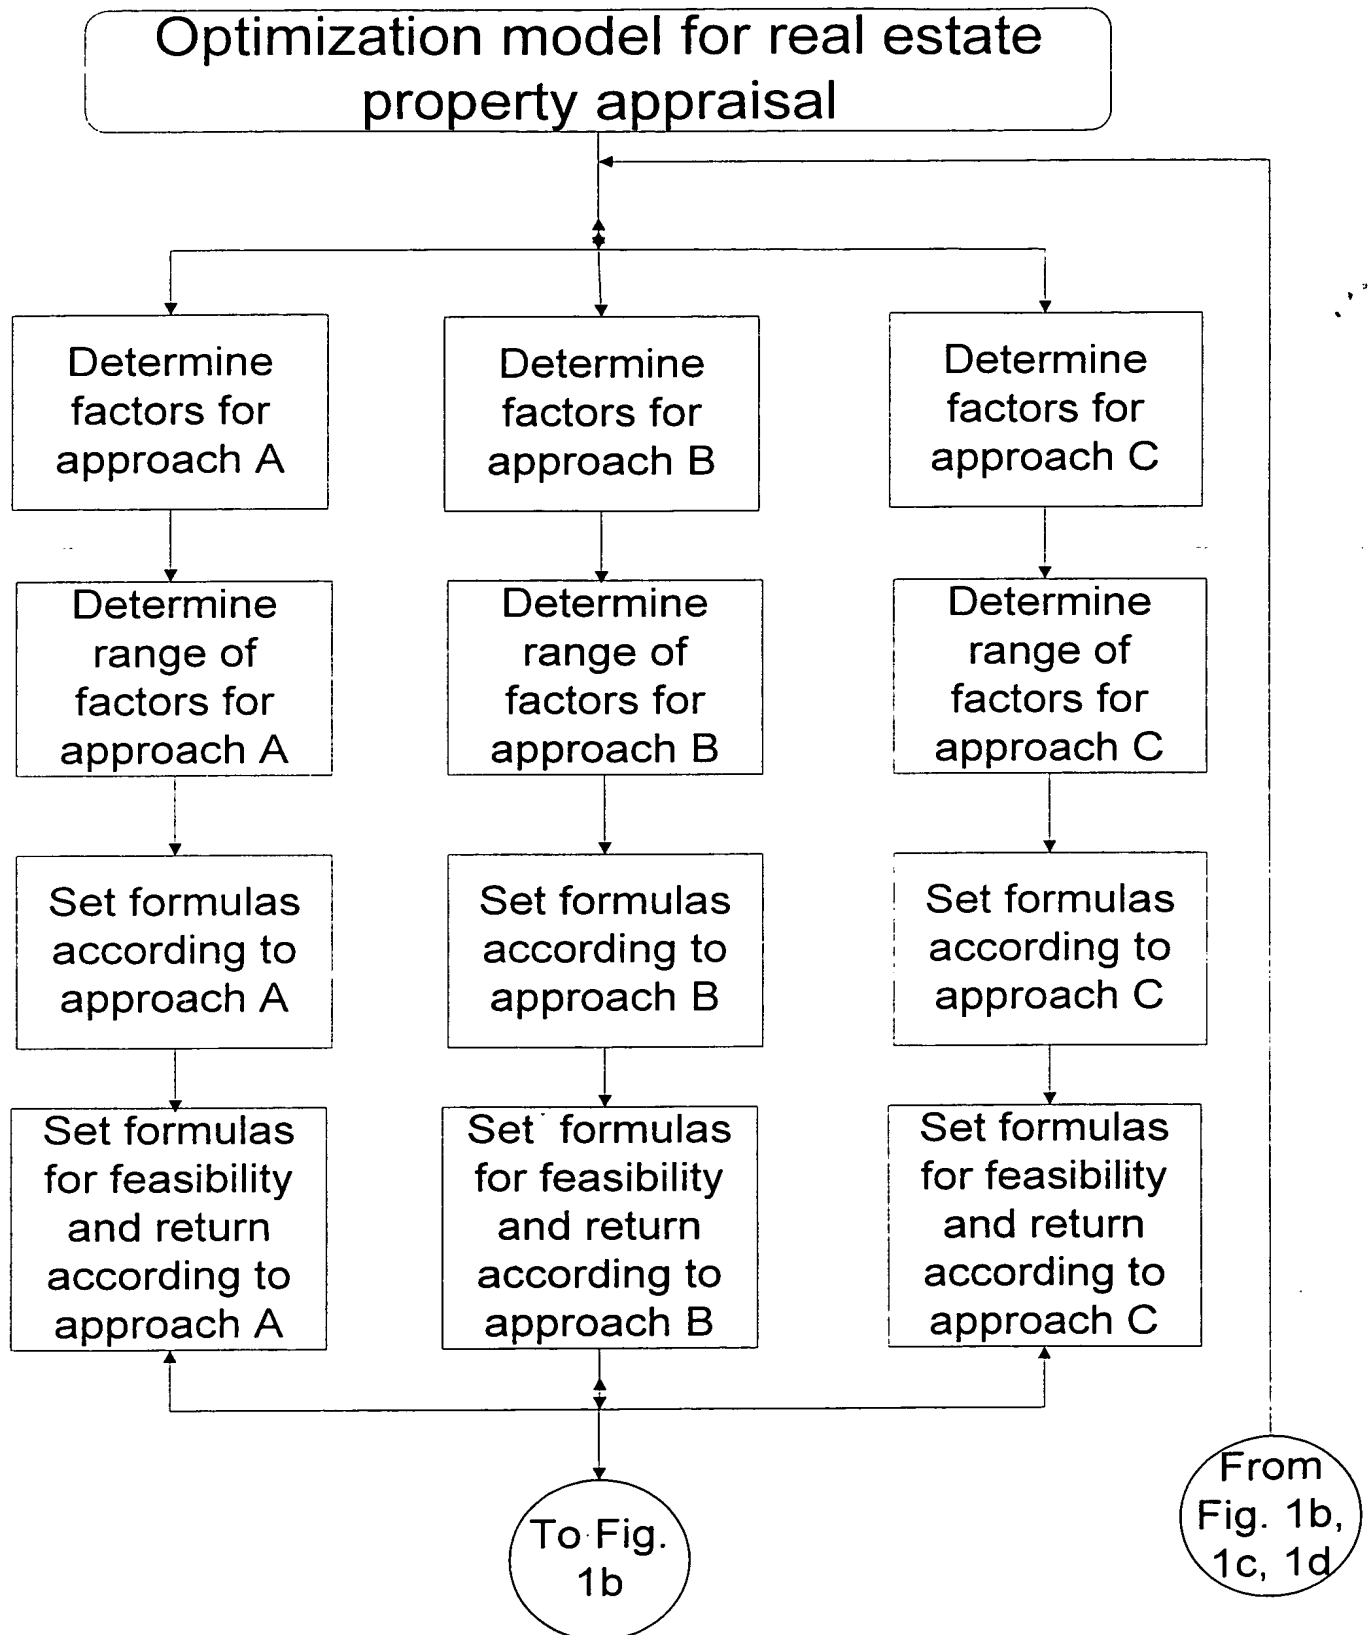 Optimization model for real estate
property appraisal
Determine
factors for
approach A
Determine
factors for
approach B
Determine
factors for
approach C
Determine
range of
factors for
approach A
Determine
range of
factors for
approach B
Determine
range of
factors for
approach C
Set formulas
according to
approach A
Set formulas
according to
approach B
Set formulas
according to
approach C
Set formulas
for feasibility
and return
according to
approach A
Set formulas
for feasibility
and return
according to
approach B
Set formulas
for feasibility
and return
according to
approach C
To Fig.
1b
From
Fig. 1b,
1c, 1d